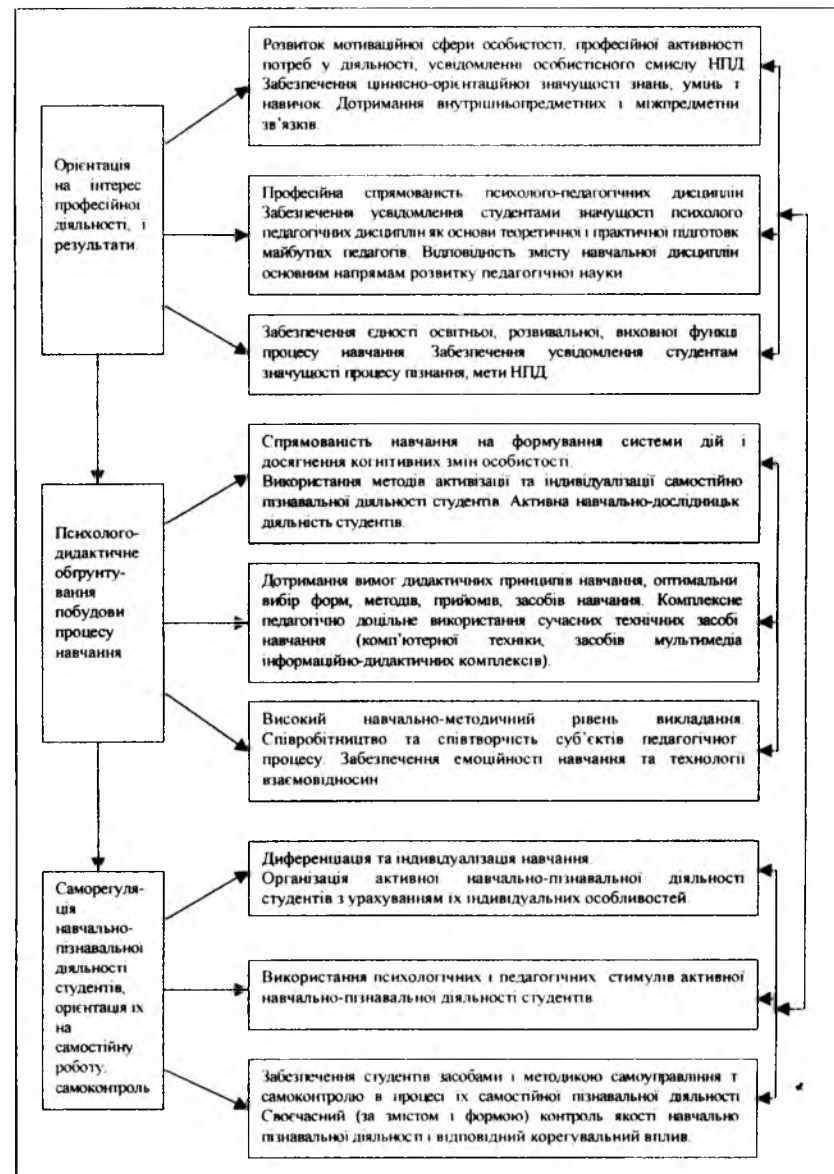 Розвиток мотиваційної сфери особистості, професійної активності
потреб у діяльності, усвідомленні особистісного смислу НПД
Забезпечення ціннісно-орієнтаційної значущості знань, умінь т
навичок. Дотримання внутрішньопредметних і міжпредметни
зв'язків.
Орієнтація
на інтерес
професійної
діяльності, і
результати.
Професійна спрямованість психолого-педагогічних дисциплін
Забезпечення усвідомлення студентами значущості психолого
педагогічних дисциплін як основи теоретичної і практичної підготовк
майбутніх педагогів. Відповідність змісту навчальної дисциплін
основним напрямам розвитку педагогічної науки
Забезпечення єдності освітньої, розвивальної, виховної функці
процесу навчання Забезпечення усвідомлення студентам
значущості процесу пізнання, мети НПД.
Спрямованість навчання на формування системи дій і
досягнення когнітивних змін особистості.
Використання методів активізації та індивідуалізації самостійно
пізнавальної діяльності студентів. Активна навчально-дослідницьк
діяльність студентів.
Психолого-
дидактичне
обґрунту-
вання
побудови
процесу
навчання
Дотримання вимог дидактичних принципів навчання, оптимальни
вибір форм, методів, прийомів, засобів навчання. Комплексне
педагогічно доцільне використання сучасних технічних засобі
навчання (комп'ютерної техніки, засобів мультимедіа
інформаційно-дидактичних комплексів).
Високий навчально-методичний рівень викладання.
Співробітництво та співтворчість суб'єктів педагогічног
процесу. Забезпечення емоційності навчання та технології
взаємовідносин
Диференціація та індивідуалізація навчання.
Організація активної навчально-пізнавальної діяльності
студентів з урахуванням їх індивідуальних особливостей.
Саморегуля-
ція
навчально-
пізнавальної
діяльності
студентів,
орієнтація їх
на
самостійну
роботу,
самоконтроль
Використання психологічних і педагогічних стимулів активної
навчально-пізнавальної діяльності студентів
Забезпечення студентів засобами і методикою самоуправління т
самоконтролю в процесі їх самостійної пізнавальної діяльності
Своєчасний (за змістом і формою) контроль якості навчально
пізнавальної діяльності і відповідний корегувальний вплив.